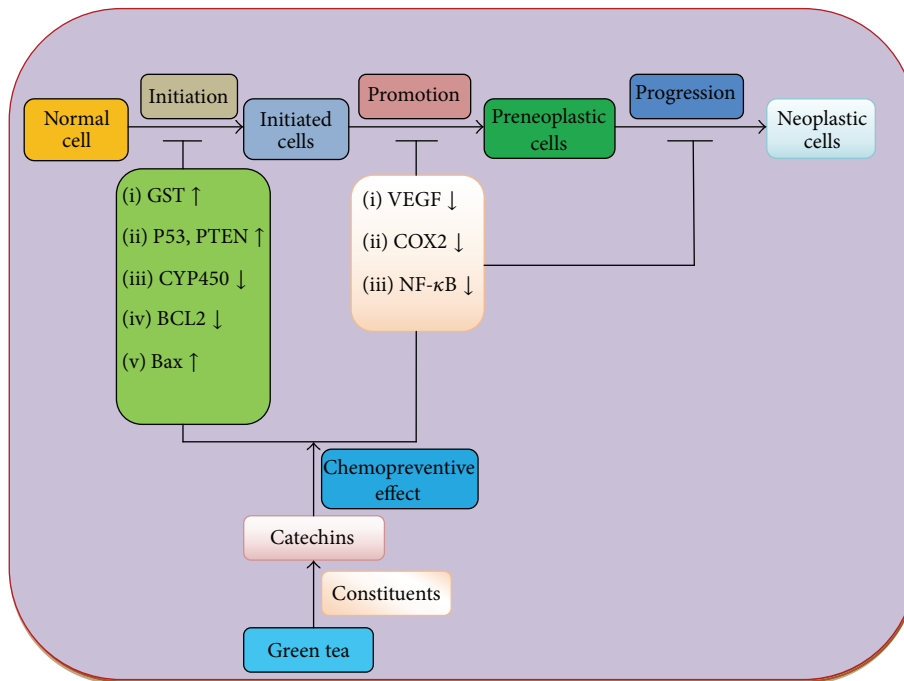 Initiation
Promotion
Progression
Normal
cell
Initiated
cells
Preneoplastic
cells
Neoplastic
cells
(i) GST ↑
(ii) P53, PTEN ↑
(iii) CYP450 ↓
(iv) BCL2 ↓
(v) Bax ↑
(i) VEGF ↓
(ii) COX2 ↓
(iii) NF-κB ↓
Chemopreventive
effect
Catechins
Constituents
Green tea